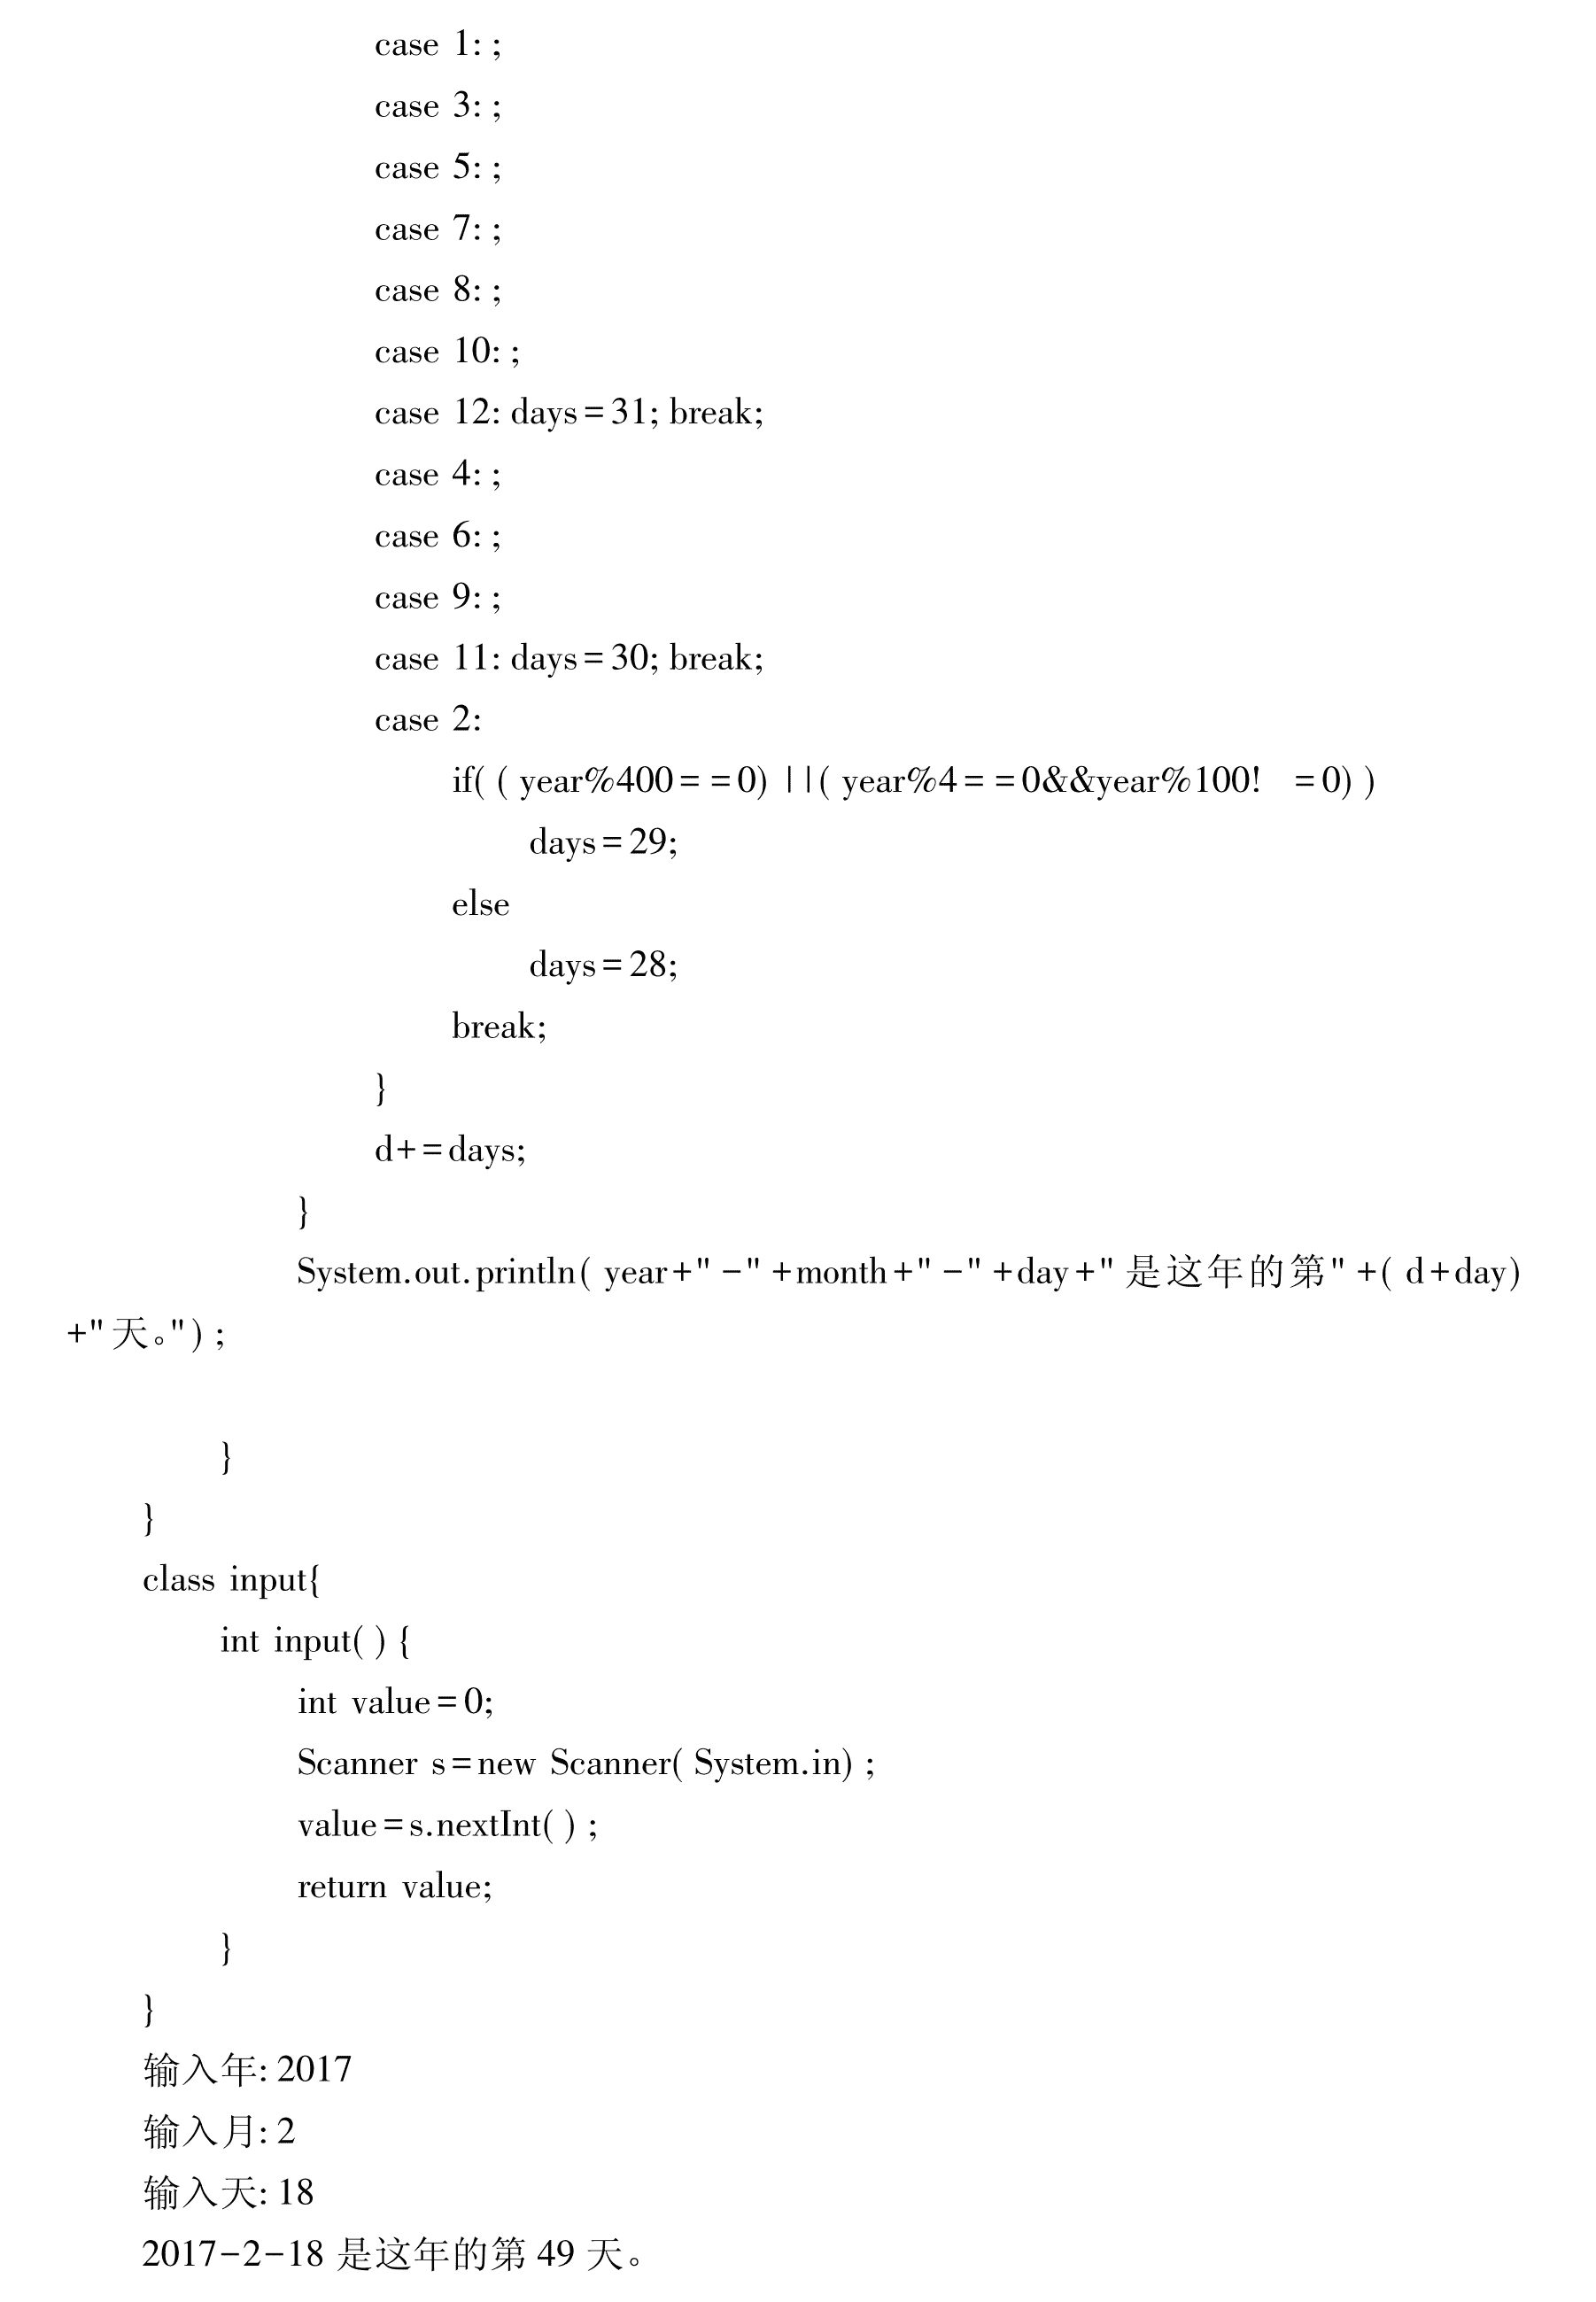 case 1: ;
case 3: ;
case 5: ;
case 7: ;
case 8: ;
case 10: ;
case 12: days=31; break;
case 4: ;
case 6: ;
case 9: ;
case 11: days=30; break;
case 2:
if( ( year%400==0) ||( year%4==0&&year%100! =0) )
days=29;
else
days=28;
break;
}
d+=days;
}
System.out.println( year+"-"+month+"-"+day+"是这年的第"+( d+day)
+"天。") ;
}
}
class input{
int input( ) {
int value=0;
Scanner s=new Scanner( System.in) ;
value=s.nextInt( ) ;
return value;
}
}
输入年: 2017
输入月: 2
输入天: 18
2017-2-18 是这年的第 49 天。